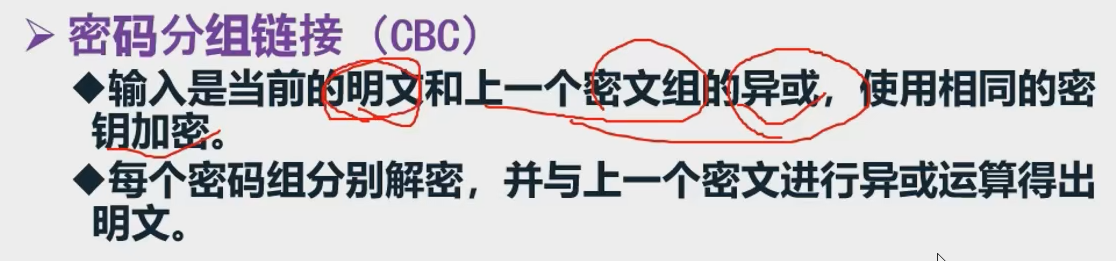 ➢ 密码分组链接（CBC）
◆输入是当前的明文和上一个密文组的异或，使用相同的密
钥加密。
◆每个密码组分别解密，并与上一个密文进行异或运算得出
明文。